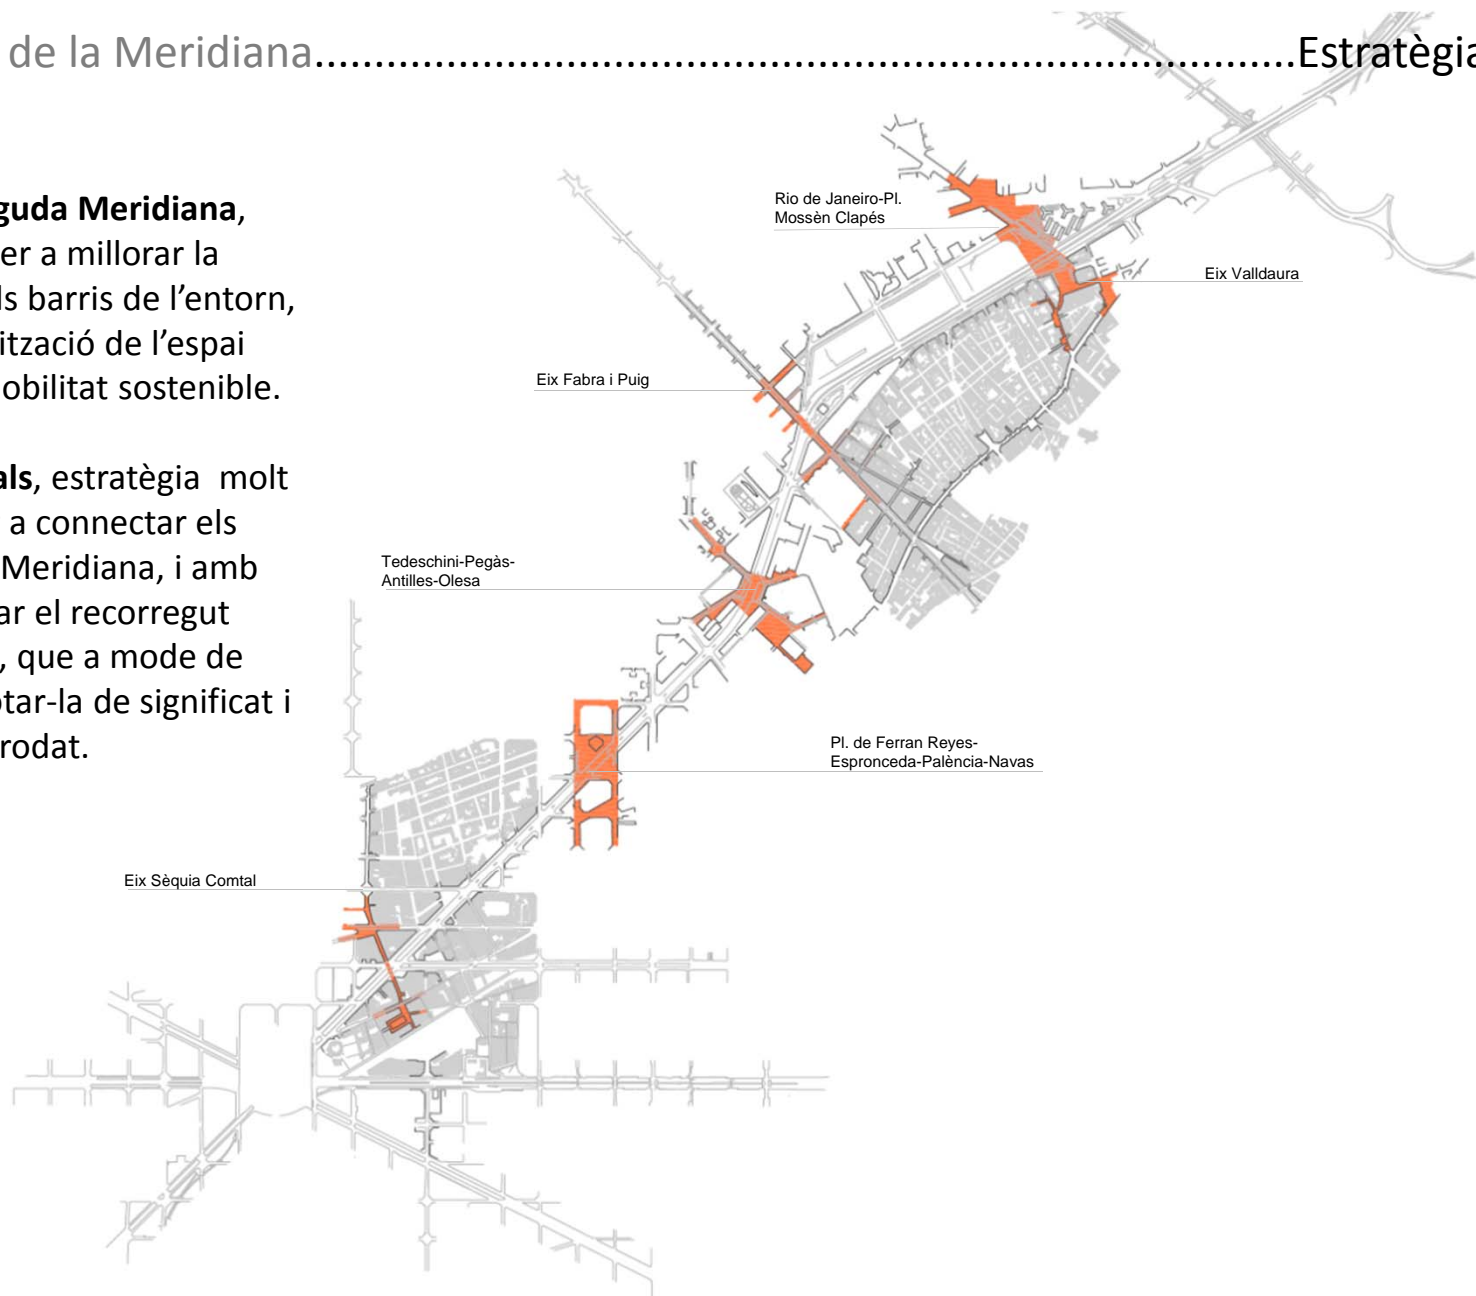 de la Meridiana.................................................................................Estratègia
guda Meridiana,
er a millorar la
ls barris de l’entorn,
ització de l’espai
obilitat sostenible.
als, estratègia molt
a connectar els
Meridiana, i amb
ar el recorregut
, que a mode de
otar-la de significat i
rodat.
Rio de Janeiro-Pl.
Mossèn Clapés
Eix Valldaura
Eix Fabra i Puig
Tedeschini-Pegàs-
Antilles-Olesa
Pl. de Ferran Reyes-
Espronceda-Palència-Navas
Eix Sèquia Comtal